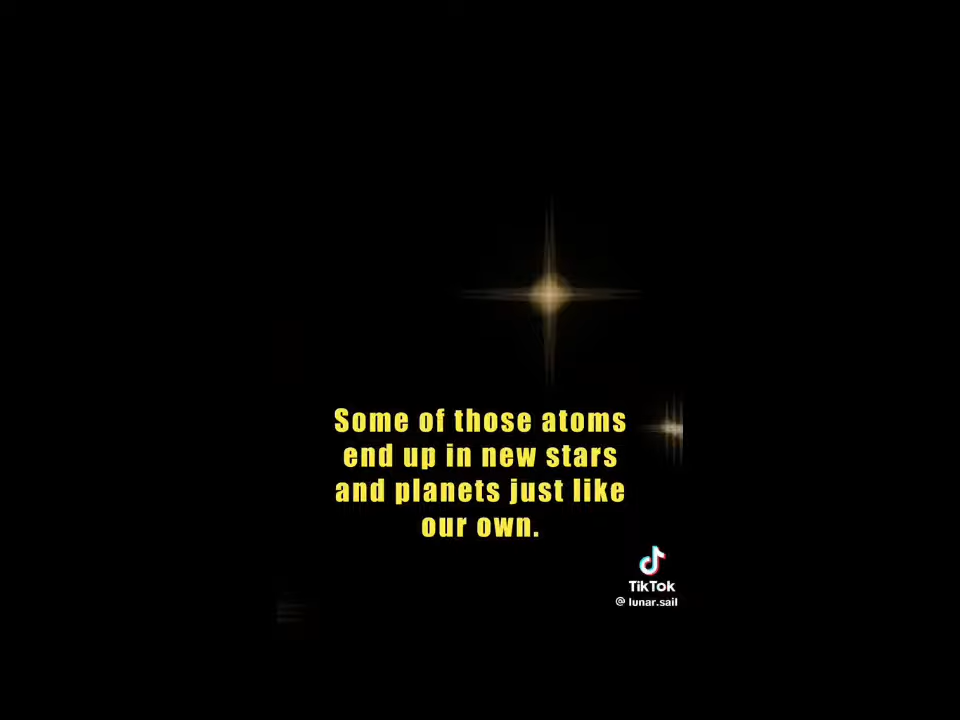 Some of those atoms
end up in new stars
and planets just like
our own.
TikTok
@ lunar.sail